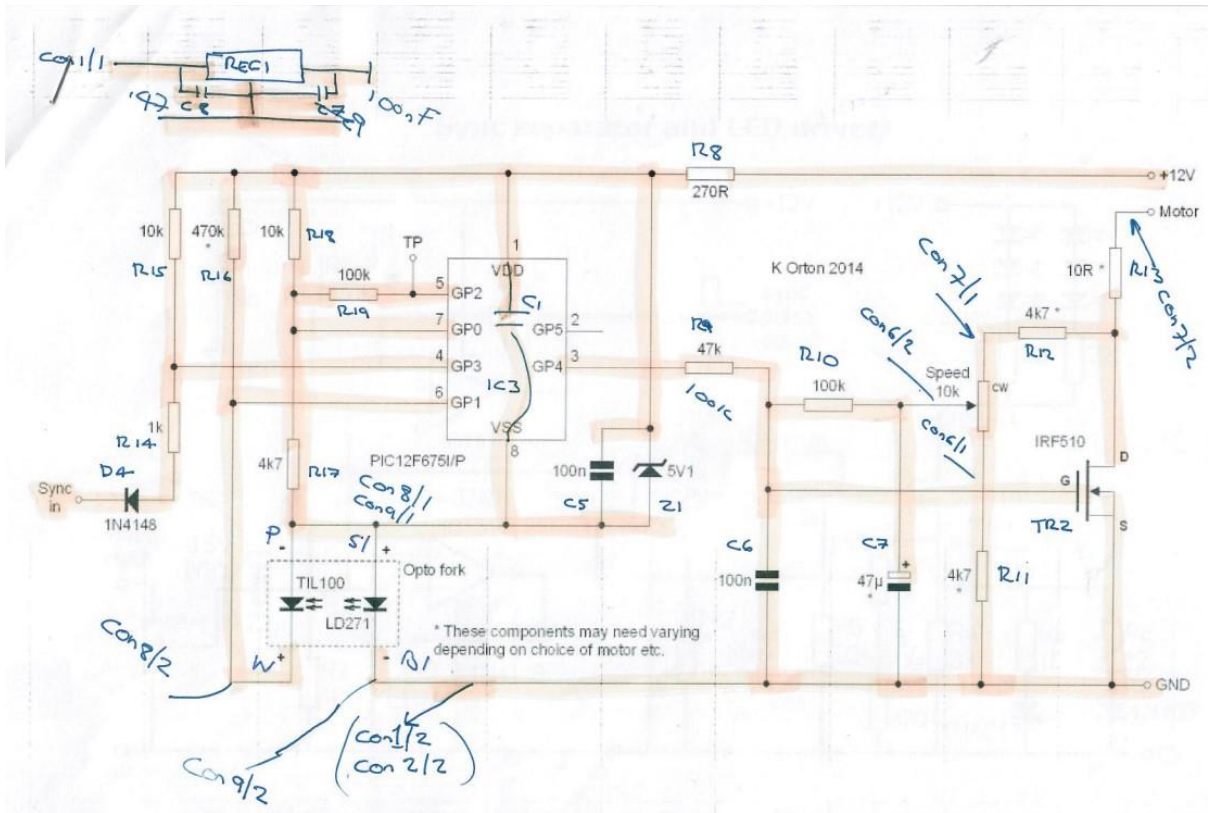 Con1/1
REG1
C8
100nF
R8
+12V
270R
Motor
10k
470k
*
10k
R18
TP
1
VDD
K Orton 2014
Con7/1
10R *
R13
Con7/2
R15
R16
100k
5
GP2
C1
R19
7
GP0
GP5
2
R9
Con6/2
4k7 *
R12
4
GP3
GP4
3
47k
R10
6
GP1
IC3
100k
100k
Speed
10k
cw
Con6/1
IRF510
1k
R14
VSS
8
D
4k7
R17
PIC12F675I/P
100n
5V1
G
D4
Con8/1
Con9/1
C5
Z1
TR2
S
Sync
in
1N4148
P
-
+
C6
C7
TIL100
Opto fork
100n
+
47µ
*
4k7
*
R11
LD271
* These components may need varying
depending on choice of motor etc.
Con8/2
W
+
-
B1
GND
Con1/2
Con2/2
Con9/2